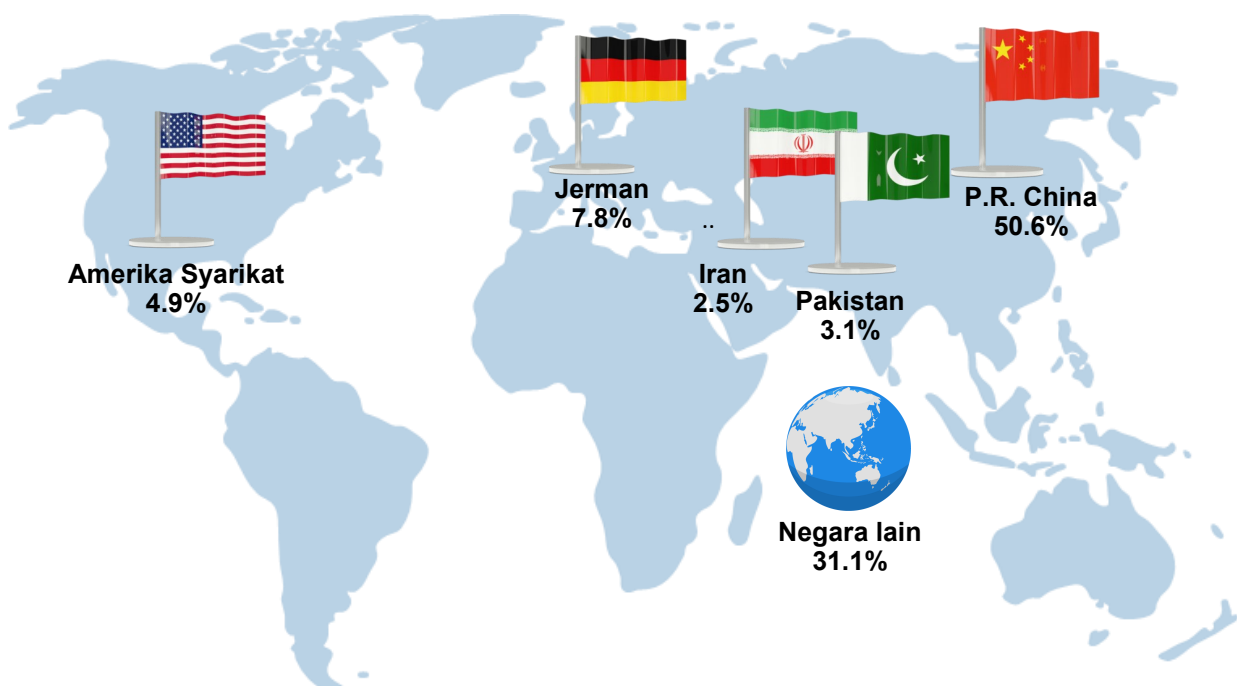 Jerman
7.8%
P.R. China
50.6%
..
Amerika Syarikat
4.9%
Iran
2.5%
Pakistan
3.1%
Negara lain
31.1%